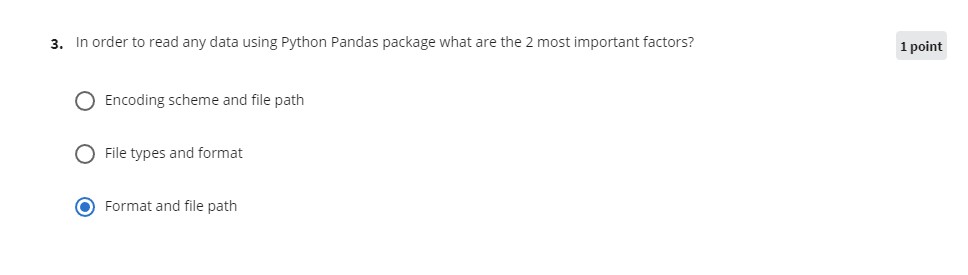 3. In order to read any data using Python Pandas package what are the 2 most important factors?
1 point
Encoding scheme and file path
File types and format
Format and file path